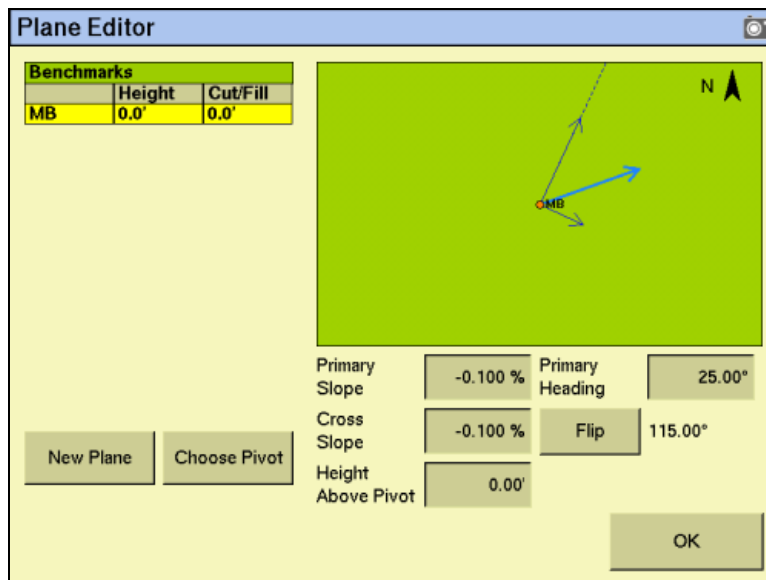 Plane Editor
Benchmarks
Height Cut/Fill
MB 0.0' 0.0'
N
MB
Primary Slope -0.100 % Primary Heading 25.00°
Cross Slope -0.100 % Flip 115.00°
New Plane Choose Pivot
Height Above Pivot 0.00'
OK